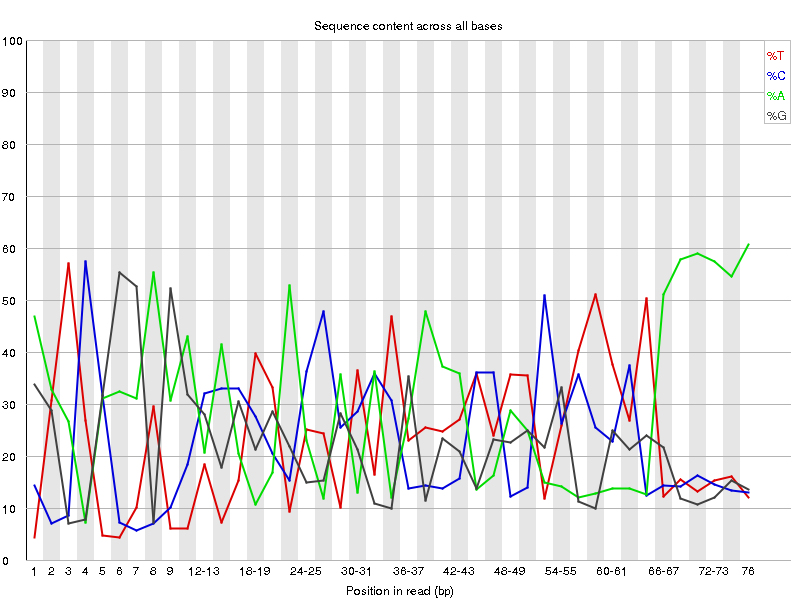 Sequence content across all bases
100
90
80
70
60
50
40
30
20
10
0
%T
%C
%A
%G
1 2 3 4 5 6 7 8 9 12-13 18-19 24-25 30-31 36-37 42-43 48-49 54-55 60-61 66-67 72-73 76
Position in read (bp)